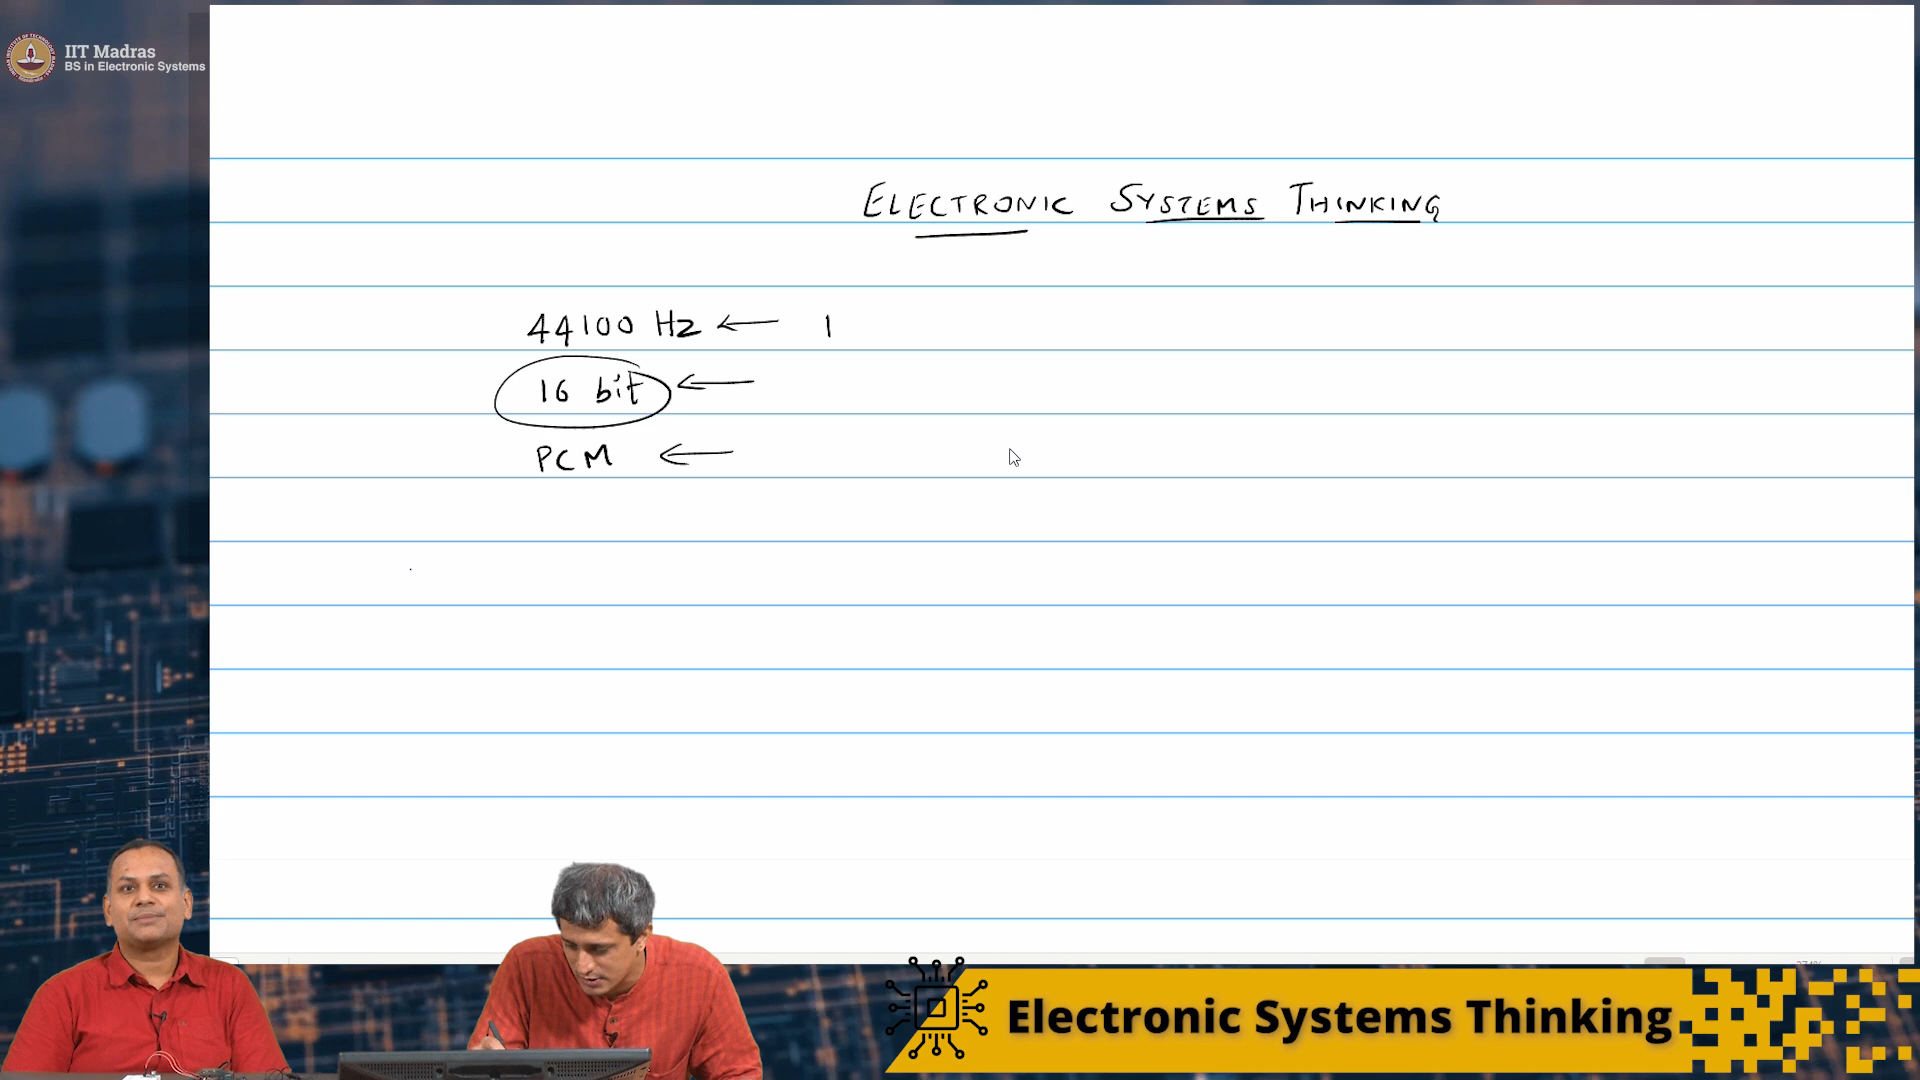 IIT Madras
BS in Electronic Systems
ELECTRONIC SYSTEMS THINKING
44100 Hz ← 1
16 bit ←
PCM ←
Electronic Systems Thinking